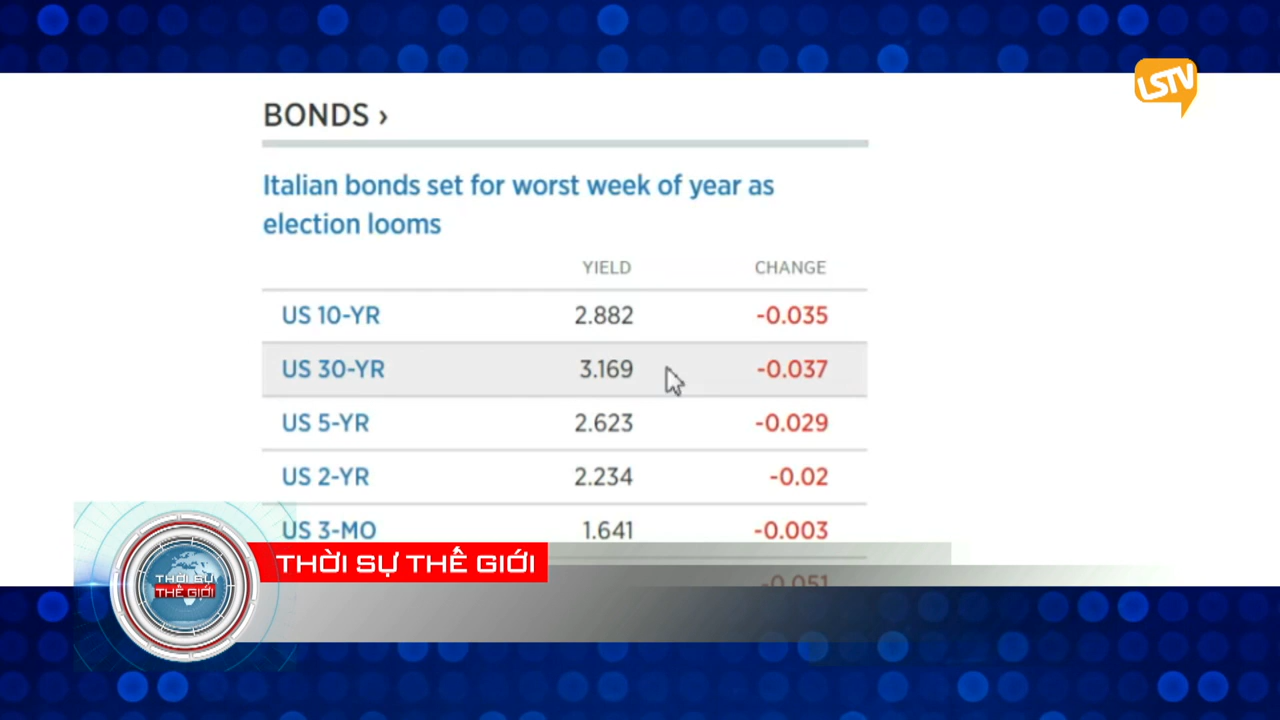 LSTV
BONDS ›
Italian bonds set for worst week of year as
election looms
YIELD CHANGE
US 10-YR 2.882 -0.035
US 30-YR 3.169 -0.037
US 5-YR 2.623 -0.029
US 2-YR 2.234 -0.02
US 3-MO 1.641 -0.003
-0.051
THỜI SỰ THẾ GIỚI
THỜI SỰ
THẾ GIỚI